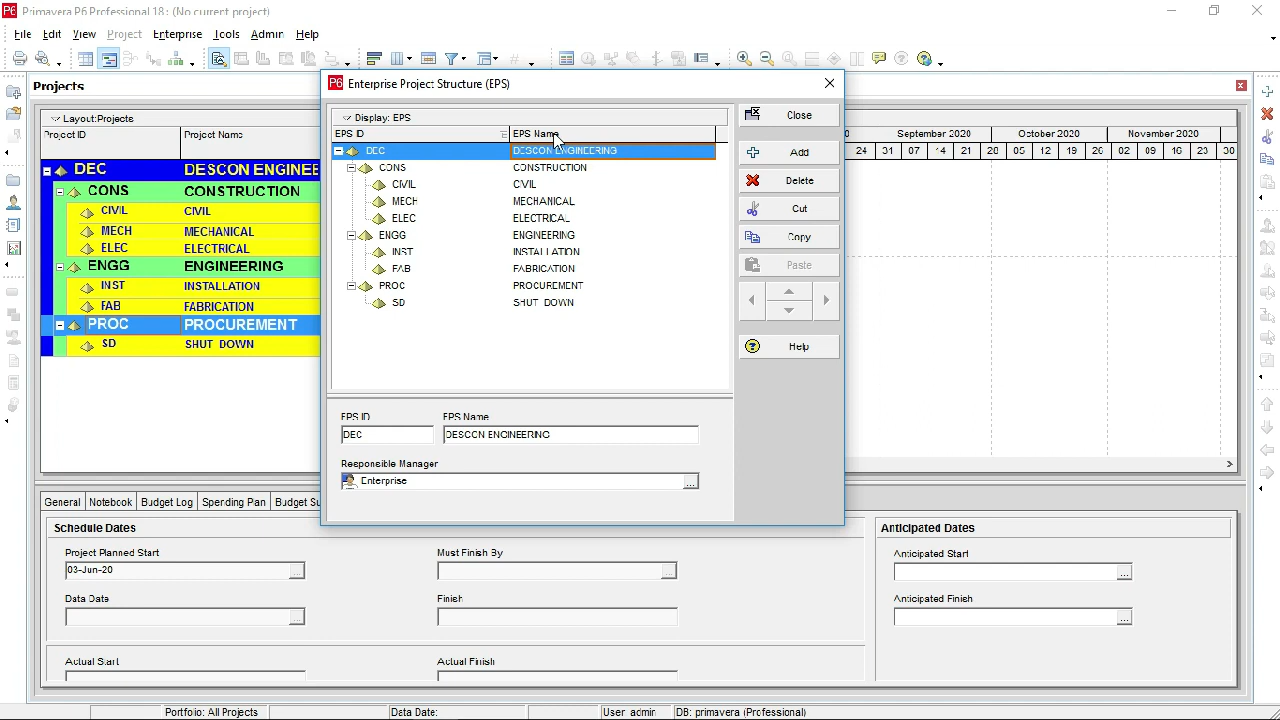 Primavera P6 Professional 18 : (No current project)
File Edit View Project Enterprise Tools Admin Help
Projects
Layout:Projects
Project ID Project Name
September 2020 October 2020 November 2020
24 31 07 14 21 28 05 12 19 26 02 09 16 23 30
DEC DESCON ENGINEE
CONS CONSTRUCTION
CIVIL CIVIL
MECH MECHANICAL
ELEC ELECTRICAL
ENGG ENGINEERING
INST INSTALLATION
FAB FABRICATION
PROC PROCUREMENT
SD SHUT DOWN
Enterprise Project Structure (EPS)
Display: EPS
EPS ID EPS Name
DEC DESCON ENGINEERING
CONS CONSTRUCTION
CIVIL CIVIL
MECH MECHANICAL
ELEC ELECTRICAL
ENGG ENGINEERING
INST INSTALLATION
FAB FABRICATION
PROC PROCUREMENT
SD SHUT DOWN
Close
Add
Delete
Cut
Copy
Paste
Help
EPS ID EPS Name
DEC DESCON ENGINEERING
Responsible Manager
Enterprise
General Notebook Budget Log Spending Plan Budget Su
Schedule Dates Anticipated Dates
Project Planned Start Must Finish By Anticipated Start
03-Jun-20
Data Date Finish Anticipated Finish
Actual Start Actual Finish
Portfolio: All Projects Data Date: User admin DB: primavera (Professional)